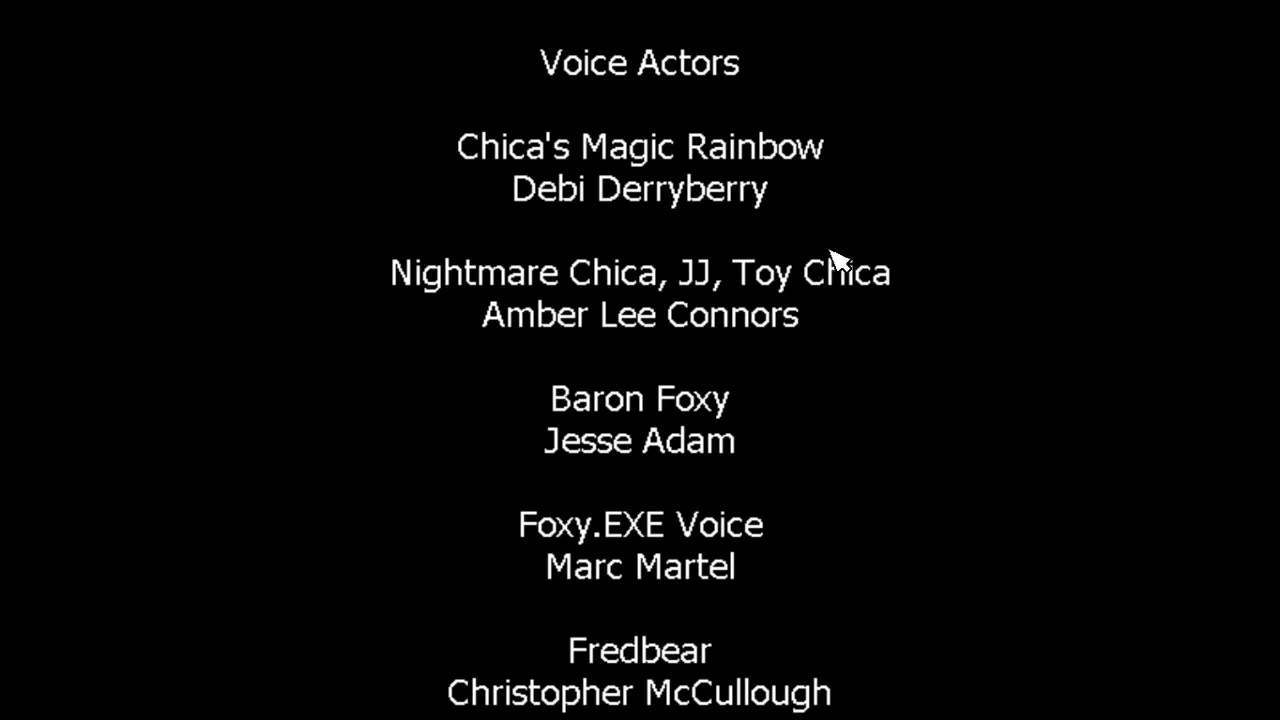 Voice Actors
Chica's Magic Rainbow
Debi Derryberry
Nightmare Chica, JJ, Toy Chica
Amber Lee Connors
Baron Foxy
Jesse Adam
Foxy.EXE Voice
Marc Martel
Fredbear
Christopher McCullough